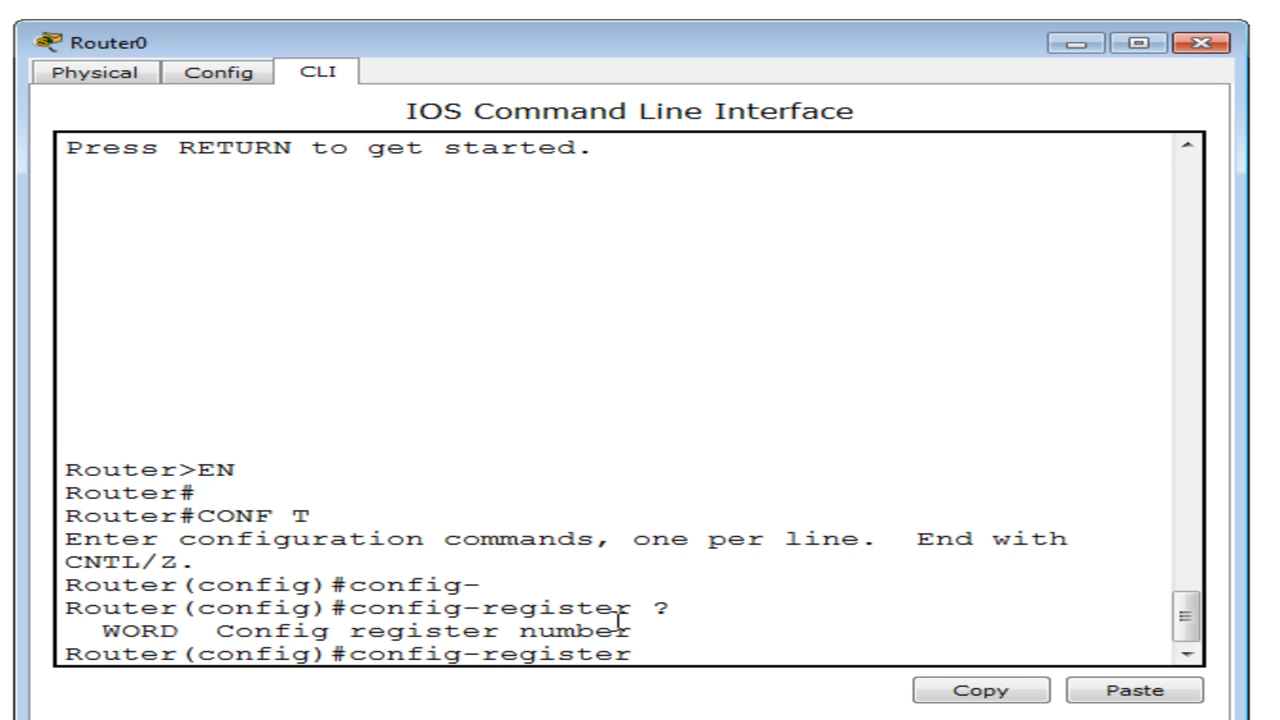 Router0
Physical Config CLI
IOS Command Line Interface
Press RETURN to get started.
Router>EN
Router#
Router#CONF T
Enter configuration commands, one per line.  End with
CNTL/Z.
Router(config)#config-
Router(config)#config-register ?
  WORD  Config register number
Router(config)#config-register
Copy Paste